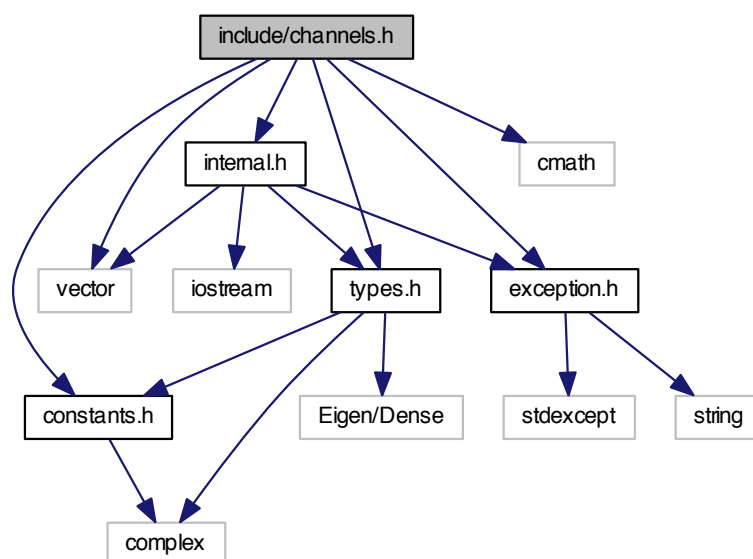 include/channels.h
internal.h
cmath
vector
iostream
types.h
exception.h
constants.h
Eigen/Dense
stdexcept
string
complex